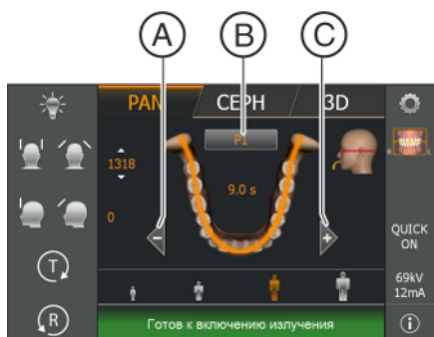 A B C
PAN CEPH 3D
P1
1318
9.0 s
0
R L
QUICK
ON
69kV
12mA
T
R
Готов к включению излучения
i